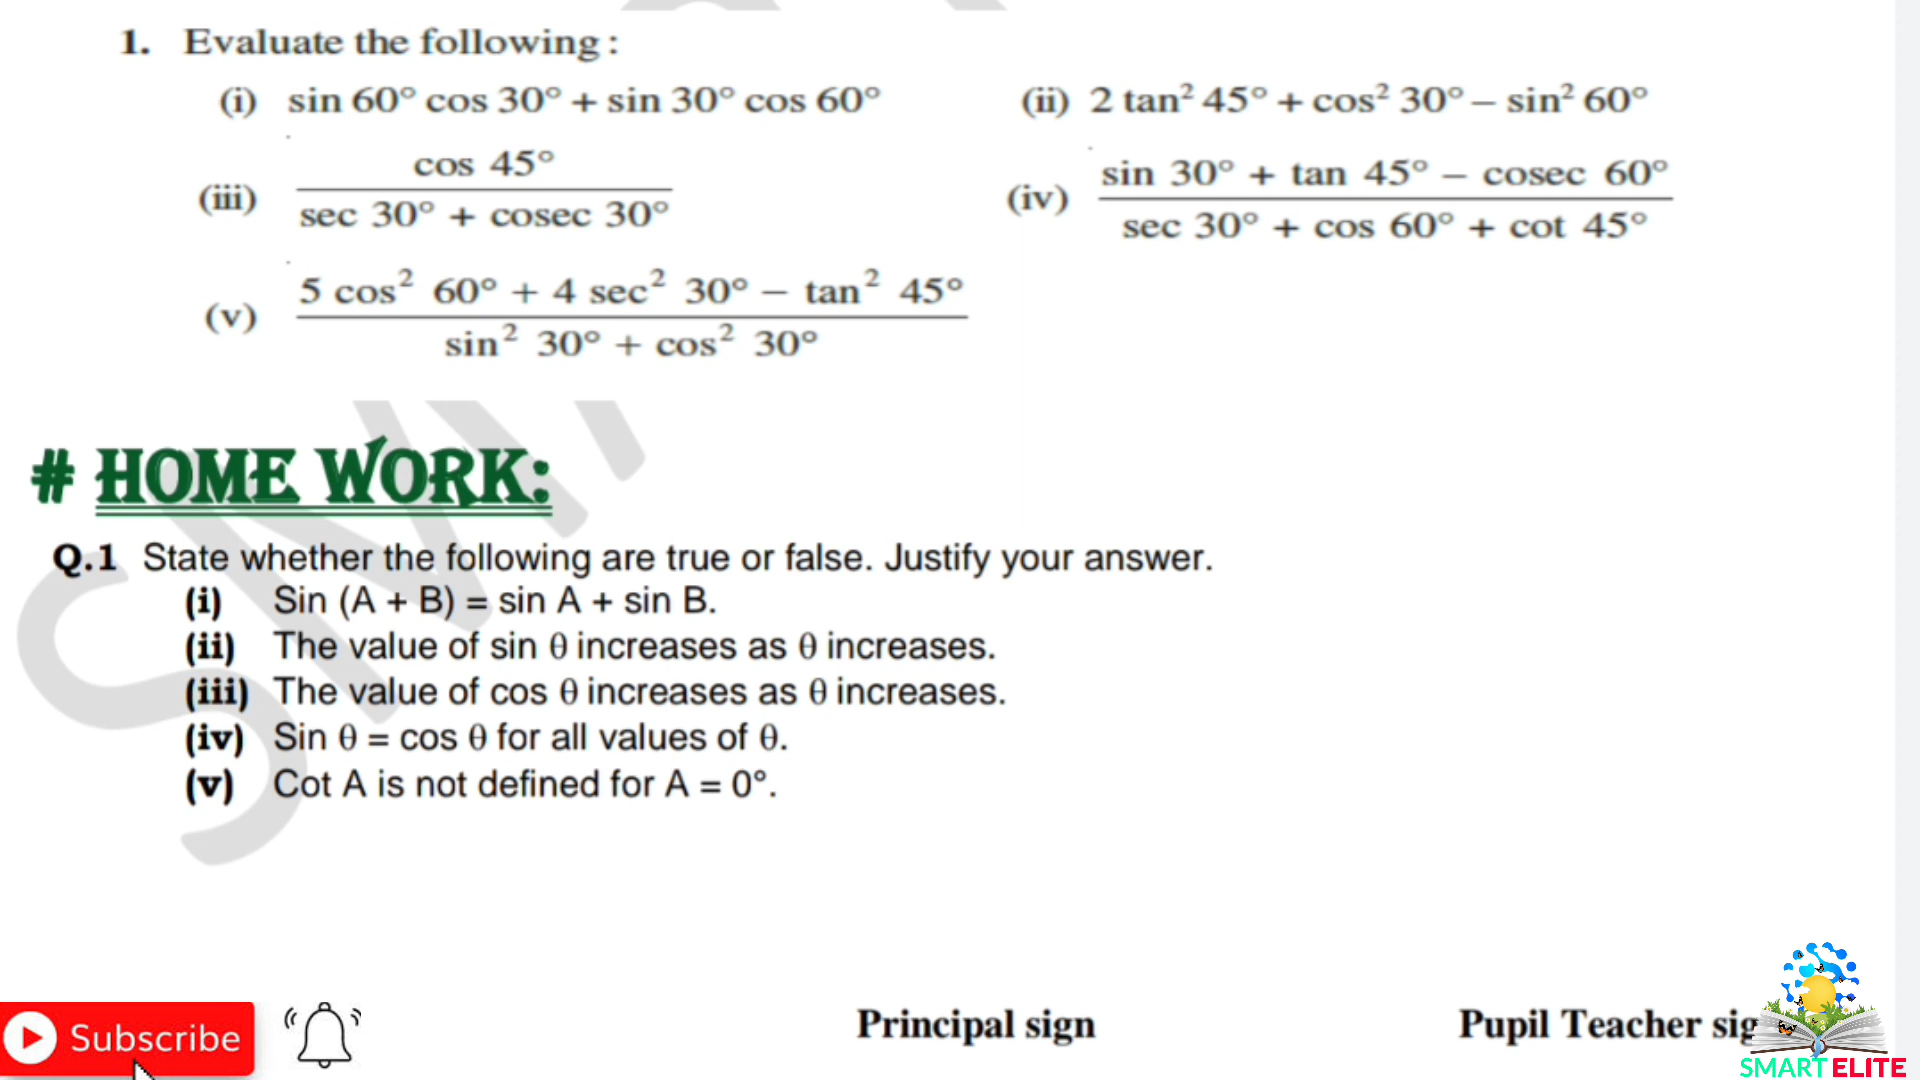 1. Evaluate the following :
(i) sin 60° cos 30° + sin 30° cos 60°
(ii) 2 tan² 45° + cos² 30° – sin² 60°
(iii) cos 45° / sec 30° + cosec 30°
(iv) sin 30° + tan 45° – cosec 60° / sec 30° + cos 60° + cot 45°
(v) 5 cos² 60° + 4 sec² 30° – tan² 45° / sin² 30° + cos² 30°
# HOME WORK:
Q.1 State whether the following are true or false. Justify your answer.
(i) Sin (A + B) = sin A + sin B.
(ii) The value of sin θ increases as θ increases.
(iii) The value of cos θ increases as θ increases.
(iv) Sin θ = cos θ for all values of θ.
(v) Cot A is not defined for A = 0°.
Subscribe
Principal sign
Pupil Teacher sig
SMART ELITE